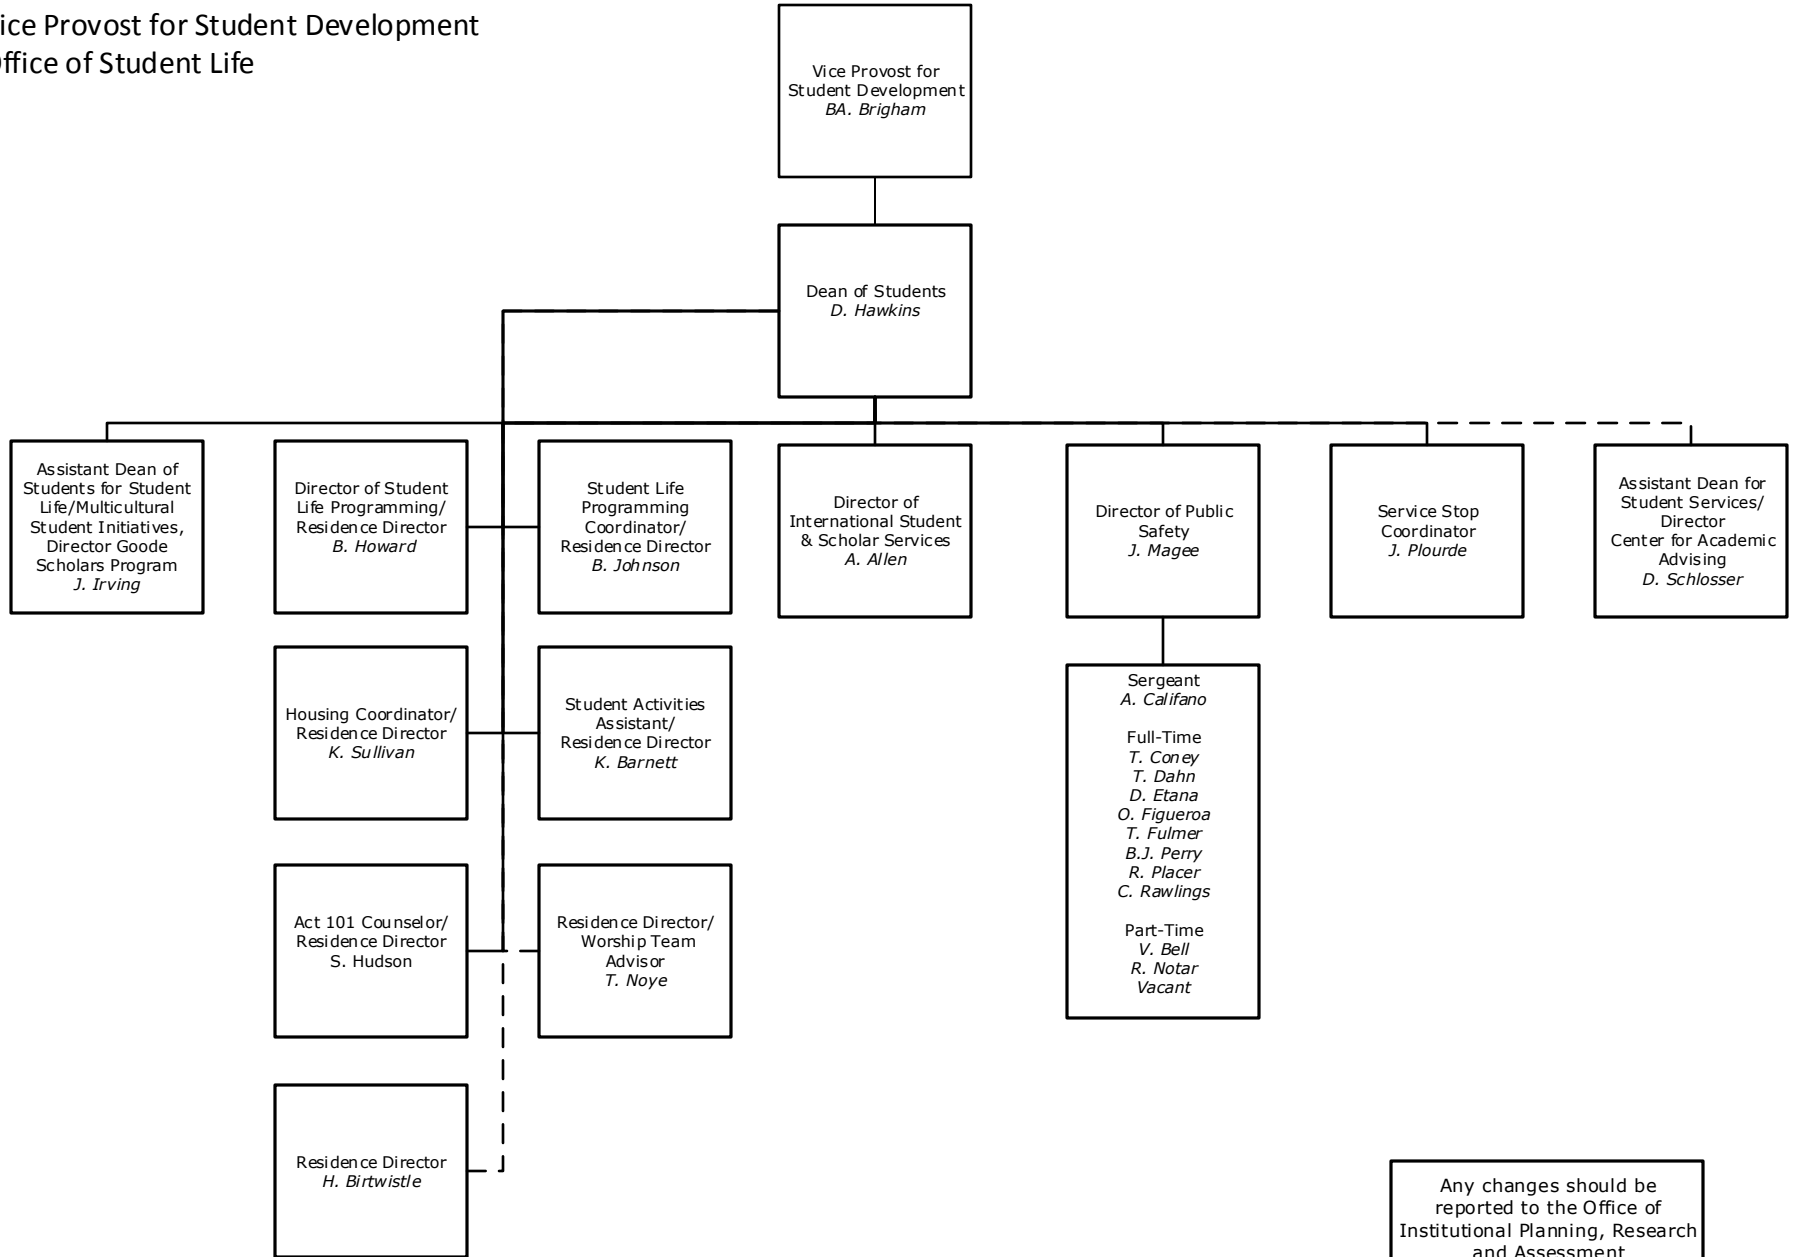 ice Provost for Student Development
ffice of Student Life
Vice Provost for
Student Development
BA. Brigham
Dean of Students
D. Hawkins
Assistant Dean of
Students for Student
Life/Multicultural
Student Initiatives,
Director Goode
Scholars Program
J. Irving
Director of Student
Life Programming/
Residence Director
B. Howard
Student Life
Programming
Coordinator/
Residence Director
B. Johnson
Director of
International Student
& Scholar Services
A. Allen
Director of Public
Safety
J. Magee
Service Stop
Coordinator
J. Plourde
Assistant Dean for
Student Services/
Director
Center for Academic
Advising
D. Schlosser
Housing Coordinator/
Residence Director
K. Sullivan
Student Activities
Assistant/
Residence Director
K. Barnett
Sergeant
A. Califano
Full-Time
T. Coney
T. Dahn
D. Etana
O. Figueroa
T. Fulmer
B.J. Perry
R. Placer
C. Rawlings
Part-Time
V. Bell
R. Notar
Vacant
Act 101 Counselor/
Residence Director
S. Hudson
Residence Director/
Worship Team
Advisor
T. Noye
Residence Director
H. Birtwistle
Any changes should be
reported to the Office of
Institutional Planning, Research
and Assessment